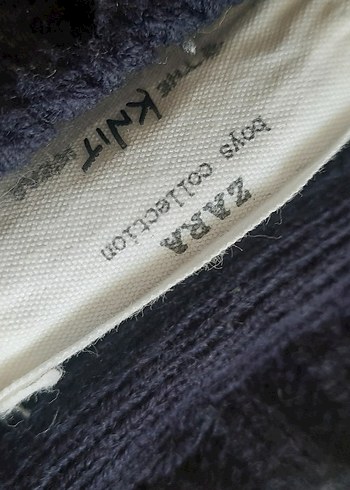 ZARA
boys collection
THE KNIT